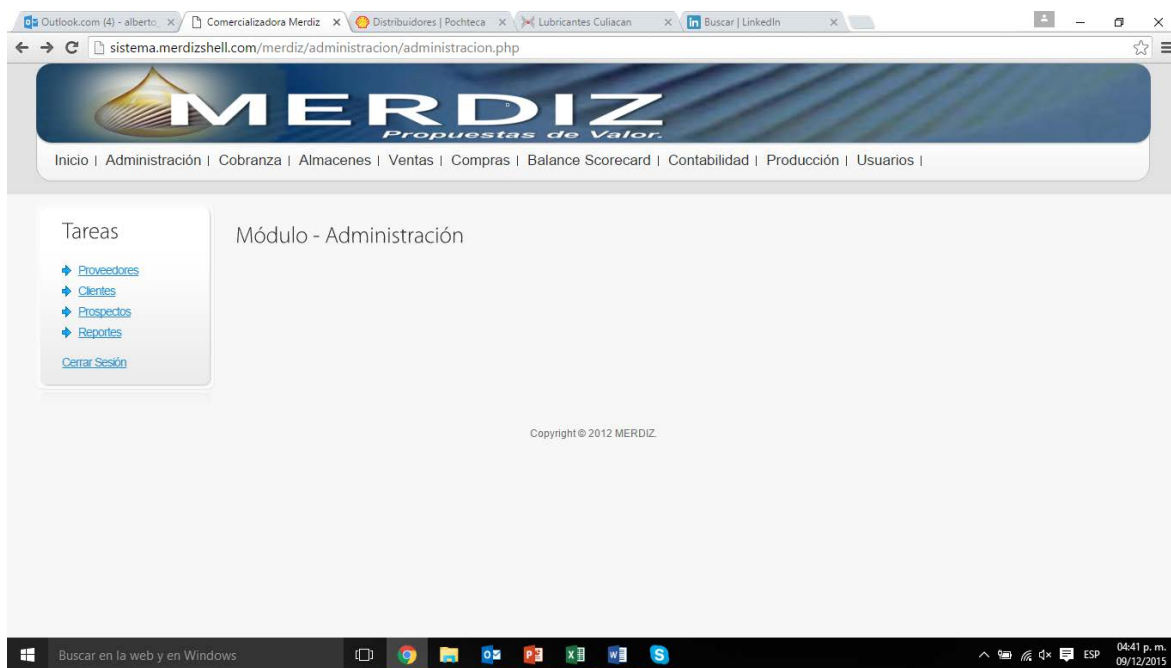 Outlook.com (4) - alberto_
Comercializadora Merdiz
Distribuidores | Pochteca
Lubricantes Culiacan
Buscar | LinkedIn
sistema.merdizshell.com/merdiz/administracion/administracion.php
MERDIZ
Propuestas de Valor.
Inicio | Administración | Cobranza | Almacenes | Ventas | Compras | Balance Scorecard | Contabilidad | Producción | Usuarios |
Tareas
Proveedores
Clientes
Prospectos
Reportes
Cerrar Sesión
Módulo - Administración
Copyright © 2012 MERDIZ.
Buscar en la web y en Windows
ESP
04:41 p. m.
09/12/2015